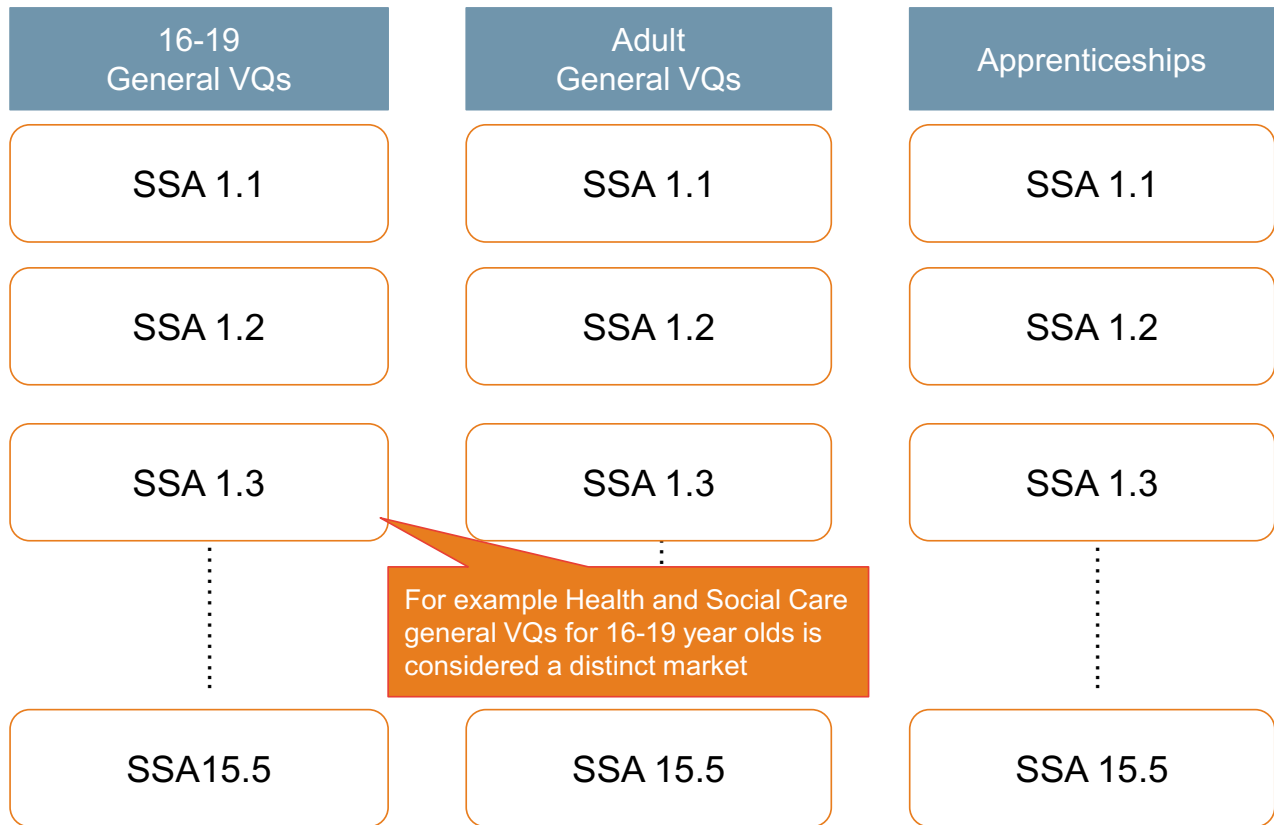 16-19
General VQs
Adult
General VQs
Apprenticeships
SSA 1.1
SSA 1.1
SSA 1.1
SSA 1.2
SSA 1.2
SSA 1.2
SSA 1.3
SSA 1.3
SSA 1.3
For example Health and Social Care
general VQs for 16-19 year olds is
considered a distinct market
SSA15.5
SSA 15.5
SSA 15.5